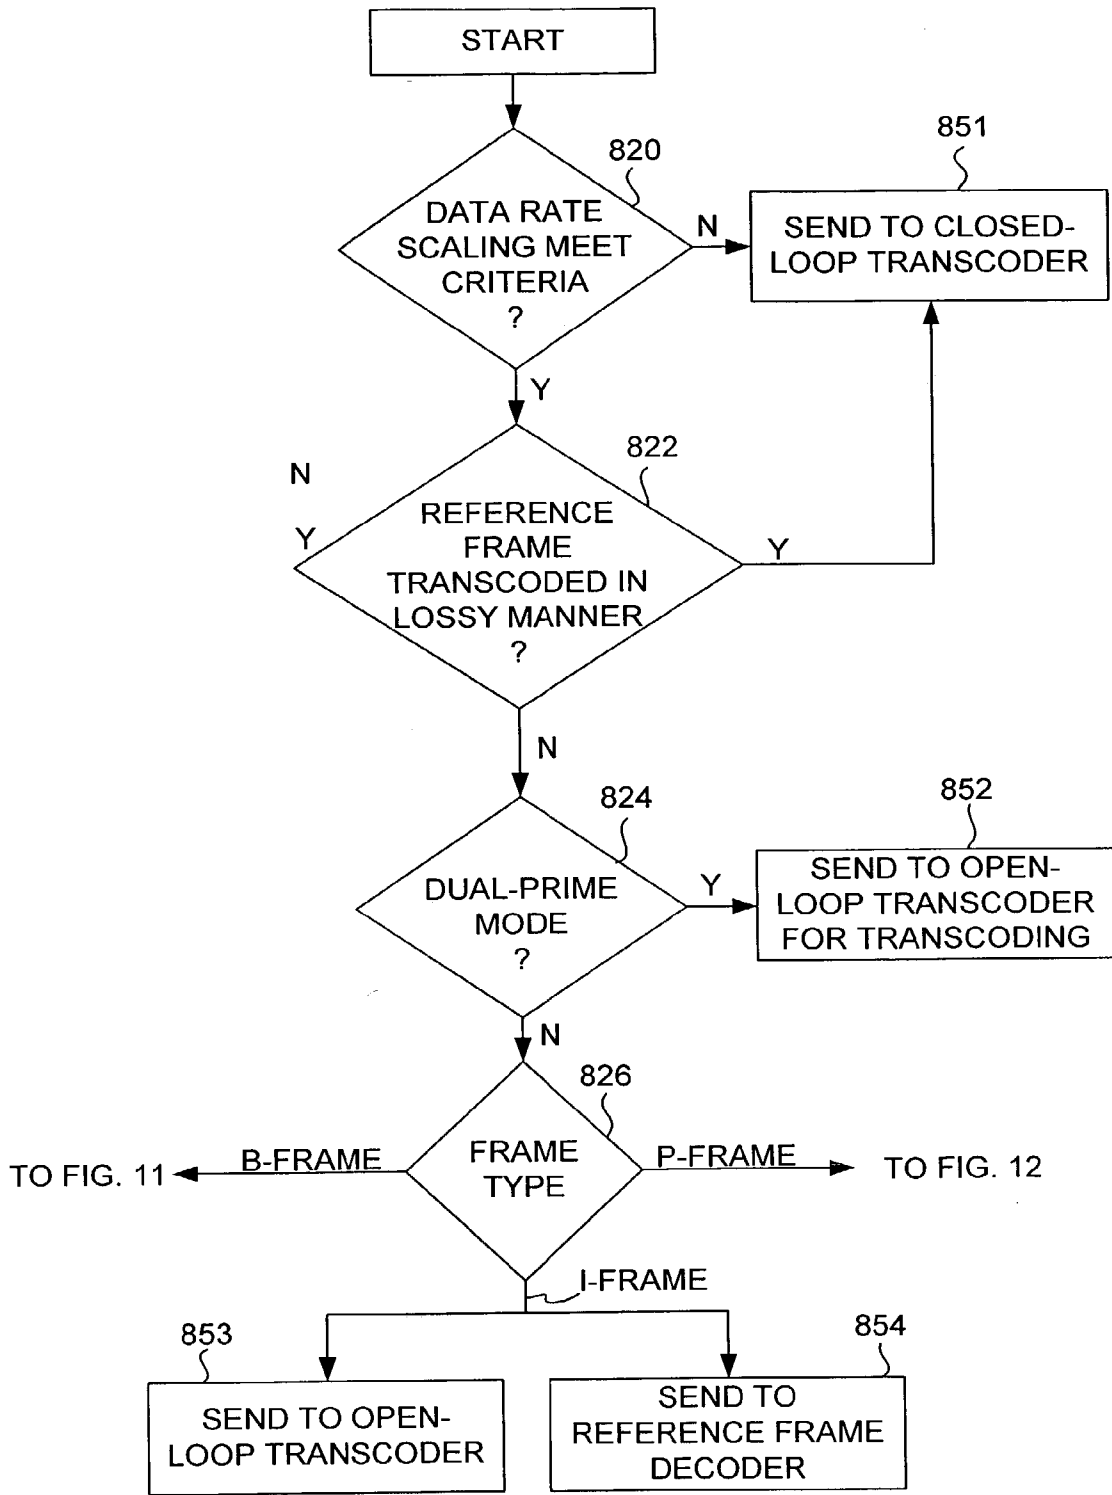 START
820
851
DATA RATE
SCALING MEET
CRITERIA
?
N
SEND TO CLOSED-
LOOP TRANSCODER
Y
822
N
Y
REFERENCE
FRAME
TRANSCODED IN
LOSSY MANNER
?
Y
N
824
852
DUAL-PRIME
MODE
?
Y
SEND TO OPEN-
LOOP TRANSCODER
FOR TRANSCODING
N
826
TO FIG. 11
B-FRAME
FRAME
TYPE
P-FRAME
TO FIG. 12
I-FRAME
853
854
SEND TO OPEN-
LOOP TRANSCODER
SEND TO
REFERENCE FRAME
DECODER